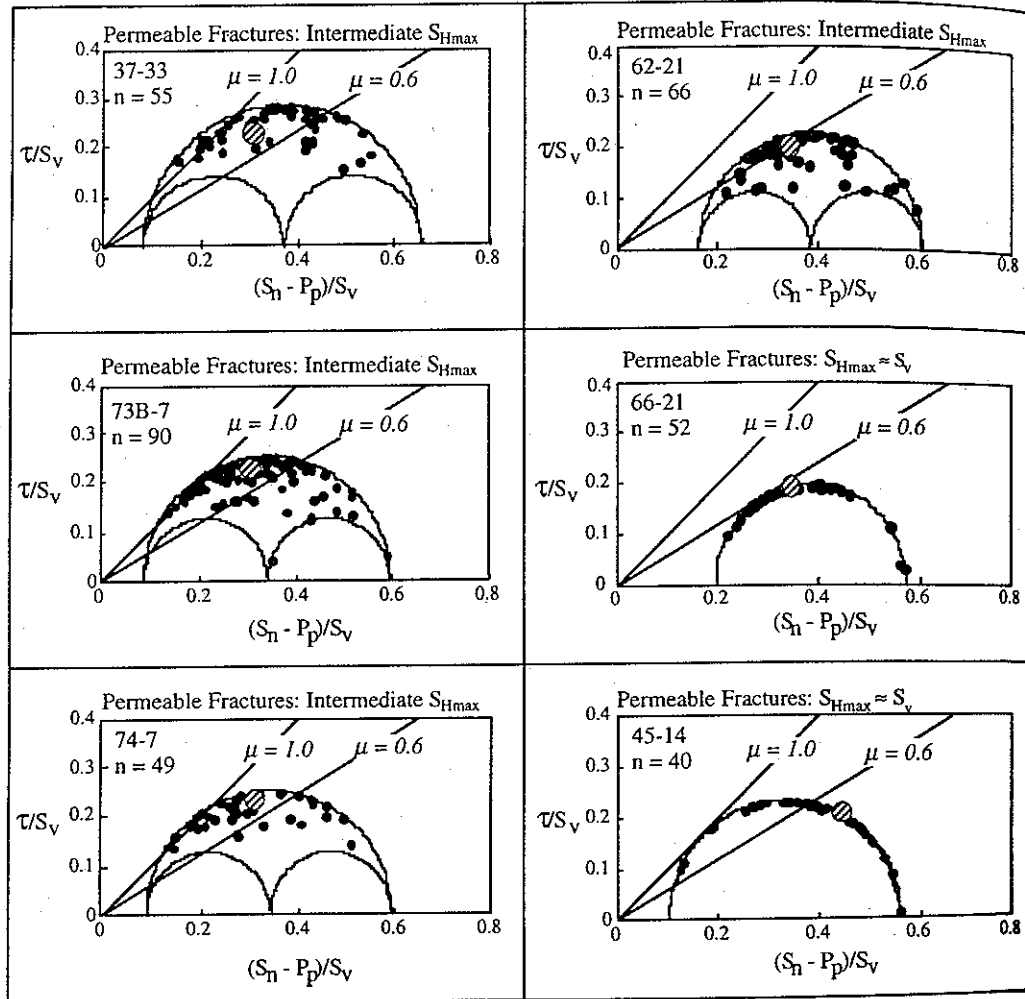 Permeable Fractures: Intermediate S_Hmax
0.4
37-33
n = 55
μ = 1.0
μ = 0.6
0.3
τ/S_v
0.2
0.1
0
0
0.2
0.4
0.6
0.8
(S_n - P_p)/S_v
Permeable Fractures: Intermediate S_Hmax
0.4
62-21
n = 66
μ = 1.0
μ = 0.6
0.3
τ/S_v
0.2
0.1
0
0
0.2
0.4
0.6
0.8
(S_n - P_p)/S_v
Permeable Fractures: Intermediate S_Hmax
0.4
73B-7
n = 90
μ = 1.0
μ = 0.6
0.3
τ/S_v
0.2
0.1
0
0
0.2
0.4
0.6
0.8
(S_n - P_p)/S_v
Permeable Fractures: S_Hmax ≈ S_v
0.4
66-21
n = 52
μ = 1.0
μ = 0.6
0.3
τ/S_v
0.2
0.1
0
0
0.2
0.4
0.6
0.8
(S_n - P_p)/S_v
Permeable Fractures: Intermediate S_Hmax
0.4
74-7
n = 49
μ = 1.0
μ = 0.6
0.3
τ/S_v
0.2
0.1
0
0
0.2
0.4
0.6
0.8
(S_n - P_p)/S_v
Permeable Fractures: S_Hmax ≈ S_v
0.4
45-14
n = 40
μ = 1.0
μ = 0.6
0.3
τ/S_v
0.2
0.1
0
0
0.2
0.4
0.6
0.8
(S_n - P_p)/S_v